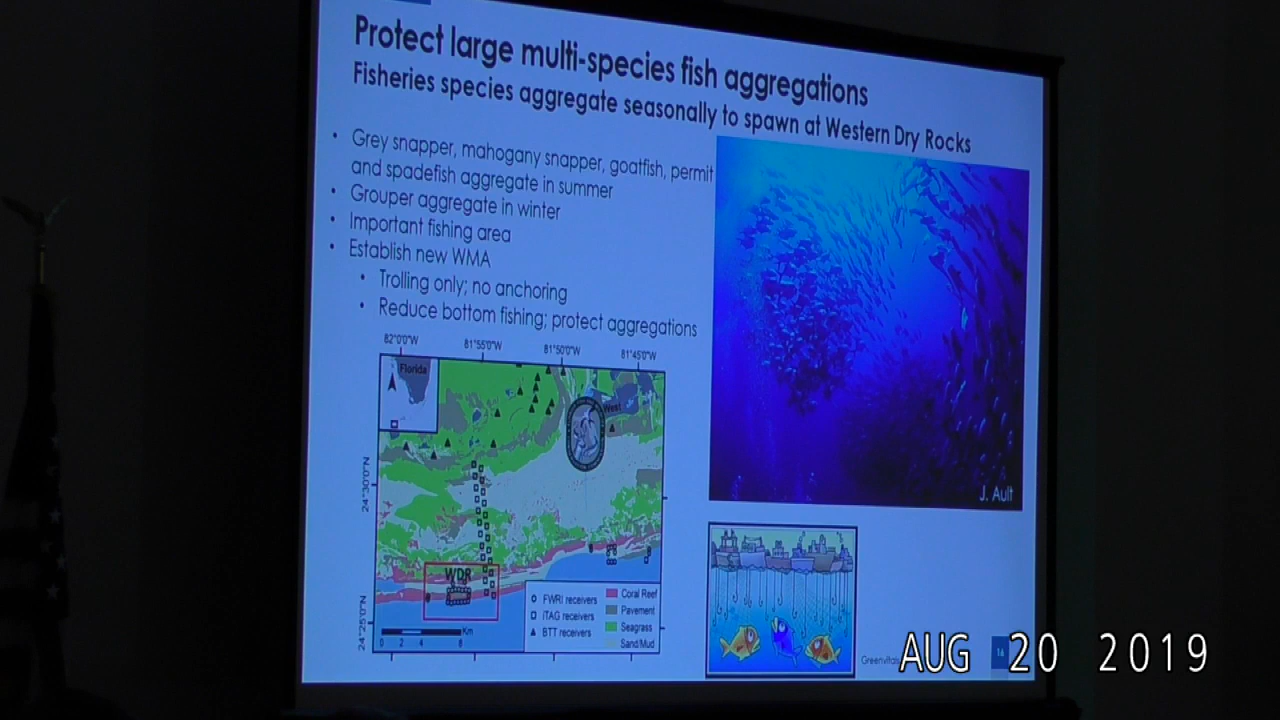 Protect large multi-species fish aggregations
Fisheries species aggregate seasonally to spawn at Western Dry Rocks
• Grey snapper, mahogany snapper, goatfish, permit
and spadefish aggregate in summer
• Grouper aggregate in winter
• Important fishing area
• Establish new WMA
• Trolling only; no anchoring
• Reduce bottom fishing; protect aggregations
82°0'0"W 81°55'0"W 81°50'0"W 81°45'0"W
Florida
West
24°30'0"N
WDR
24°25'0"N
Km
0 2 4 8
FWRI receivers
iTAG receivers
BTT receivers
Coral Reef
Pavement
Seagrass
Sand/Mud
J. Ault
16
AUG 20 2019